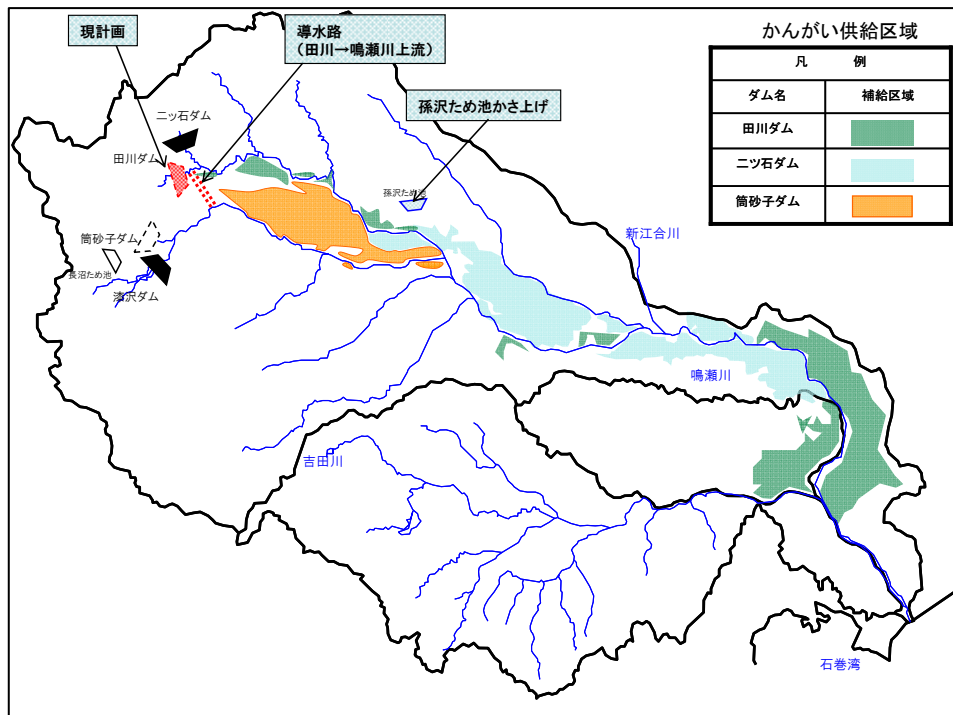 かんがい供給区域
凡 例
ダム名
補給区域
田川ダム
二ツ石ダム
筒砂子ダム
現計画
導水路
（田川→鳴瀬川上流）
孫沢ため池かさ上げ
二ツ石ダム
田川ダム
孫沢ため池
筒砂子ダム
長沼ため池
漆沢ダム
新江合川
鳴瀬川
吉田川
石巻湾